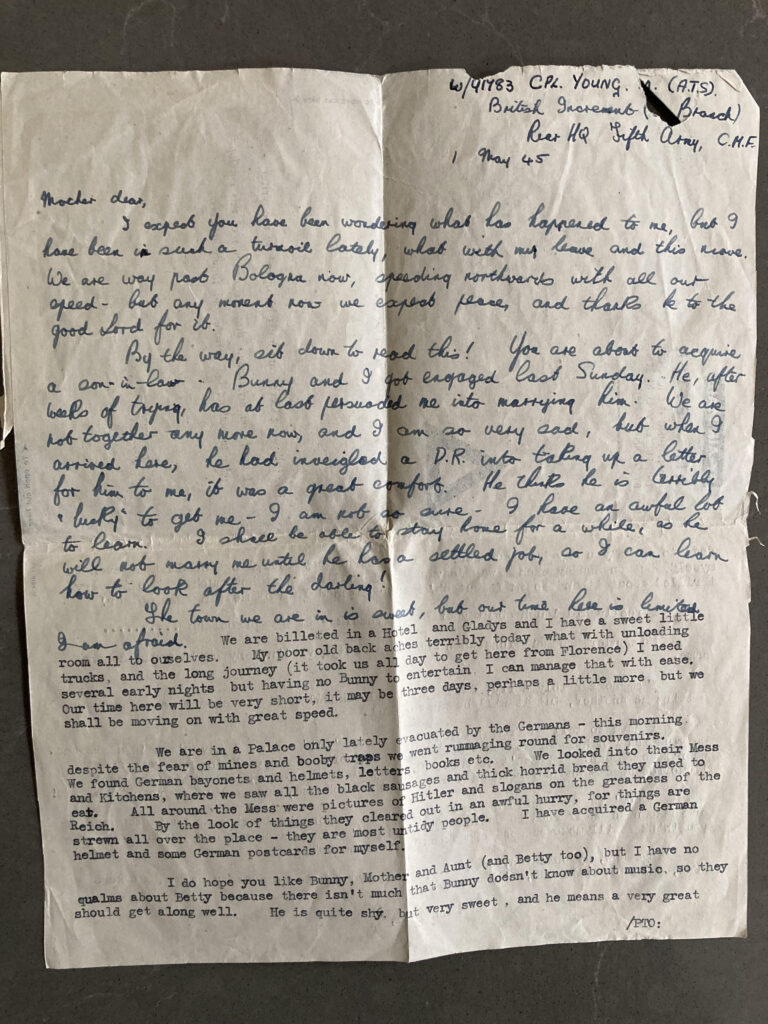 W/91783 CPL. YOUNG. (A.T.S).
British Increment ( Branch)
Rear HQ Fifth Army, C.M.F.
1 May 45
Mother dear,
I expect you have been wondering what has happened to me, but I
have been in such a turmoil lately, what with my leave and this move.
We are way past Bologna now, speeding northwards with all our
speed - but any moment now we expect peace, and thanks be to the
good Lord for it.
By the way, sit down to read this! You are about to acquire
a son-in-law. Bunny and I got engaged last Sunday. He, after
weeks of trying, has at last persuaded me into marrying him. We are
not together any more now, and I am so very sad, but when I
arrived here, he had inveigled a D.R. into taking up a letter
for him to me, it was a great comfort. He thinks he is terribly
"lucky" to get me - I am not so sure - I have an awful lot
to learn. I shall be able to stay home for a while, as he
will not marry me until he has a settled job, so I can learn
how to look after the darling!
The town we are in is sweet, but our time here is limited
I am afraid. We are billeted in a Hotel and Gladys and I have a sweet little
room all to ourselves. My poor old back aches terribly today, what with unloading
trucks, and the long journey (it took us all day to get here from Florence) I need
several early nights but having no Bunny to entertain I can manage that with ease.
Our time here will be very short, it may be three days, perhaps a little more, but we
shall be moving on with great speed.
We are in a Palace only lately evacuated by the Germans - this morning
despite the fear of mines and booby traps we went rummaging round for souvenirs.
We found German bayonets and helmets, letters, books etc. We looked into their Mess
and Kitchens, where we saw all the black sausages and thick horrid bread they used to
eat. All around the Mess were pictures of Hitler and slogans on the greatness of the
Reich. By the look of things they cleared out in an awful hurry, for things are
strewn all over the place - they are most untidy people. I have acquired a German
helmet and some German postcards for myself.
I do hope you like Bunny, Mother and Aunt (and Betty too), but I have no
qualms about Betty because there isn't much that Bunny doesn't know about music, so they
should get along well. He is quite shy, but very sweet, and he means a very great
/PTO: